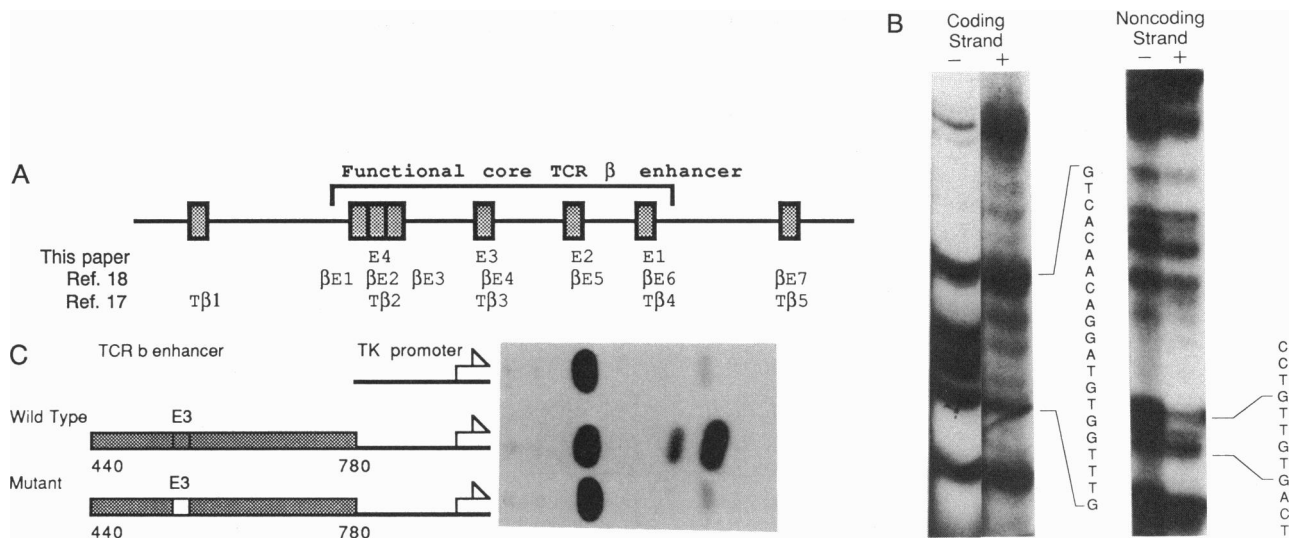 A
Functional core TCR β enhancer
This paper E4 E3 E2 E1
Ref. 18 βE1 βE2 βE3 βE4 βE5 βE6 βE7
Ref. 17 Tβ1 Tβ2 Tβ3 Tβ4 Tβ5
B
Coding Strand
− +
Noncoding Strand
− +
GTCACAACAGGATGTGGTTTG
CCTGTTGTGACT
C
TCR b enhancer TK promoter
Wild Type E3
440 780
Mutant E3
440 780